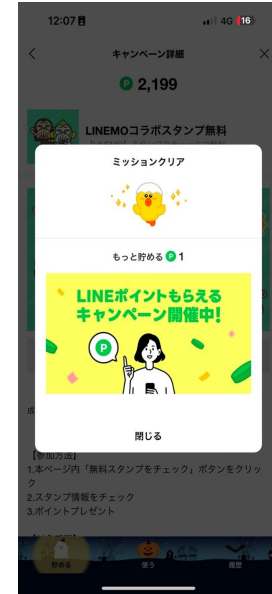 12:07
4G 16
キャンペーン詳細
P 2,199
LINEMOコラボスタンプ無料
ミッションクリア
もっと貯める P 1
LINEポイントもらえる
キャンペーン開催中!
P
閉じる
【参加方法】
1.本ページ内「無料スタンプをチェック」ボタンをクリッ
ク
2.スタンプ情報をチェック
3.ポイントプレゼント
貯める
使う
履歴